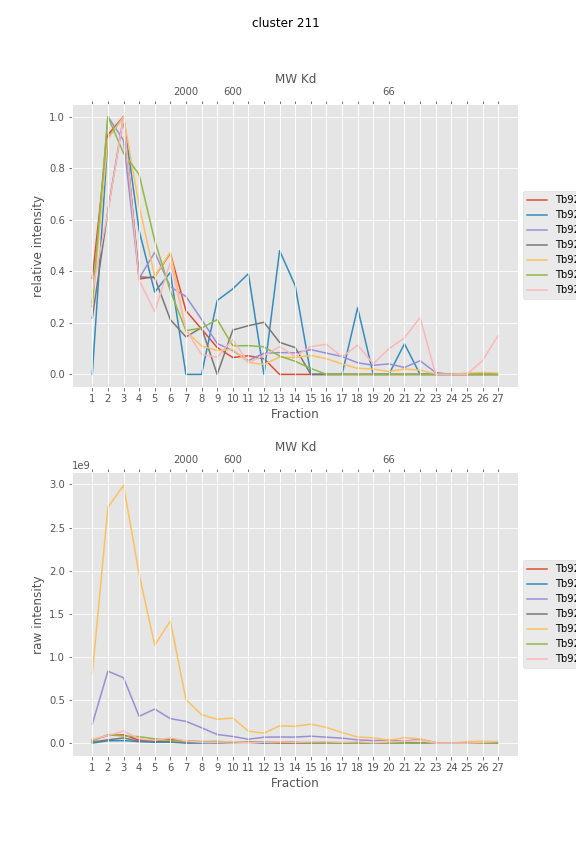 cluster 211
MW Kd
2000 600 66
1.0
0.8
0.6
0.4
0.2
0.0
relative intensity
Tb92
Tb92
Tb92
Tb92
Tb92
Tb92
Tb92
1 2 3 4 5 6 7 8 9 10 11 12 13 14 15 16 17 18 19 20 21 22 23 24 25 26 27
Fraction
MW Kd
1e9
2000 600 66
3.0
2.5
2.0
1.5
1.0
0.5
0.0
raw intensity
Tb92
Tb92
Tb92
Tb92
Tb92
Tb92
Tb92
1 2 3 4 5 6 7 8 9 10 11 12 13 14 15 16 17 18 19 20 21 22 23 24 25 26 27
Fraction